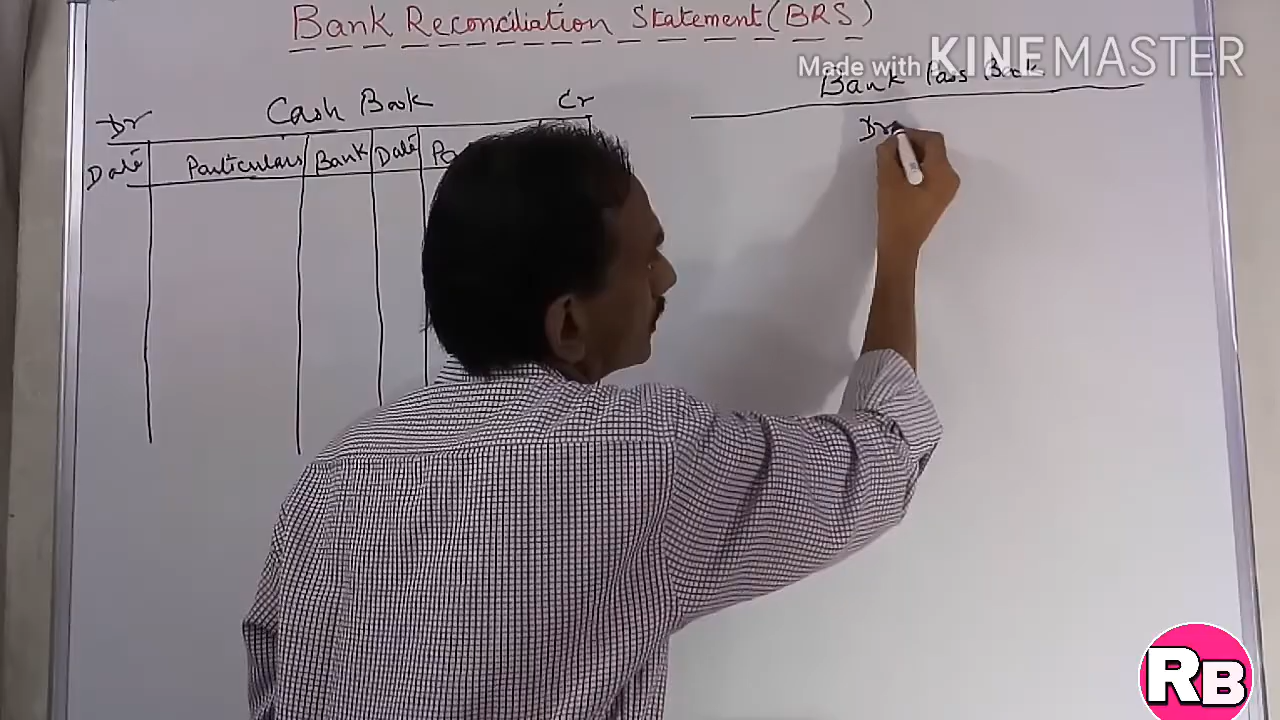 Bank Reconciliation Statement (BRS)
Made with KINEMASTER
Bank Pass Book
Dr Cash Book Cr
Dr
Date Particulars Bank Date
RB